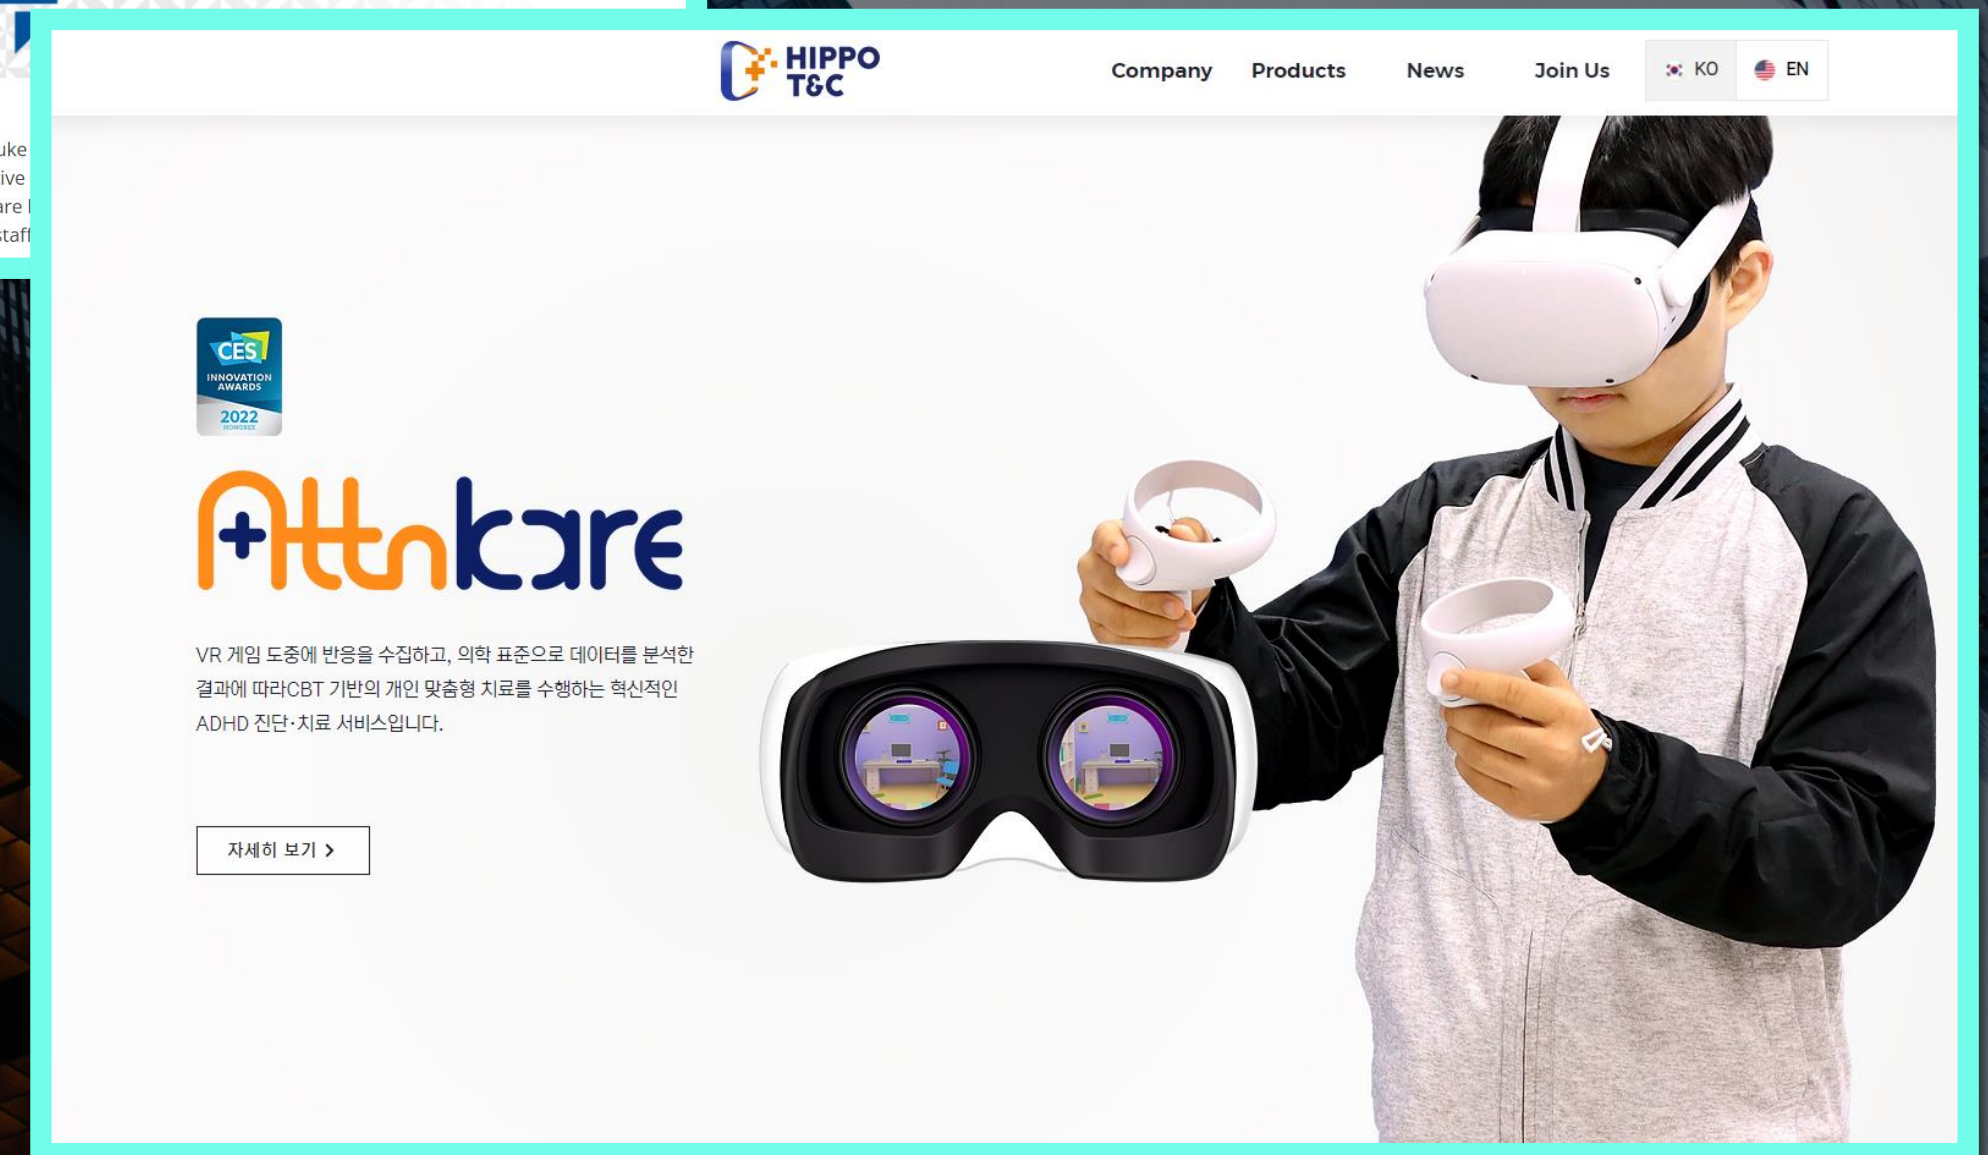 HIPPO
T&C
Company Products News Join Us KO EN
CES
INNOVATION
AWARDS
2022
HONOREE
Attnkare
VR 게임 도중에 반응을 수집하고, 의학 표준으로 데이터를 분석한
결과에 따라CBT 기반의 개인 맞춤형 치료를 수행하는 혁신적인
ADHD 진단·치료 서비스입니다.
자세히 보기 >